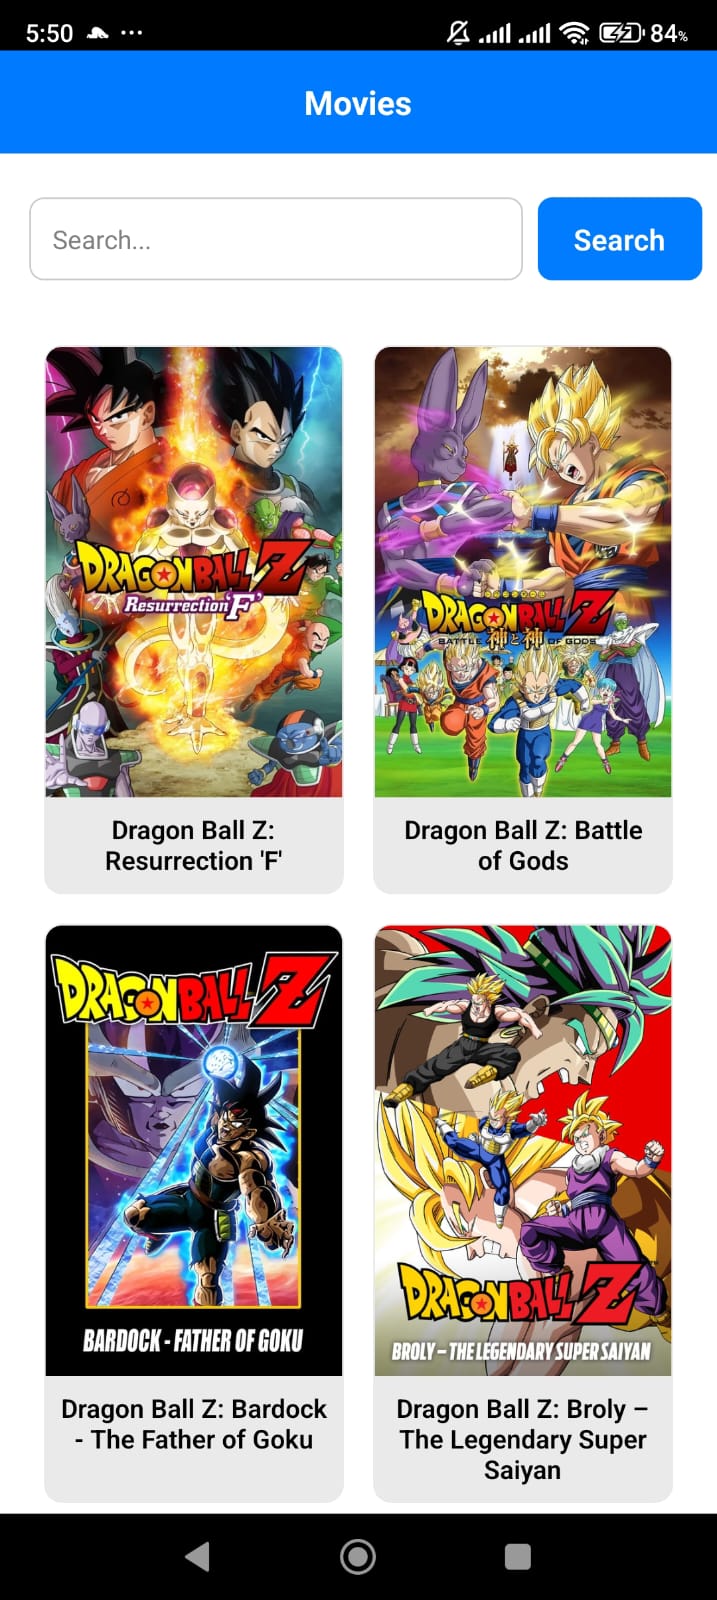 5:50
84%
Movies
Search...
Search
DRAGON BALL Z
Resurrection 'F'
DRAGON BALL Z
BATTLE 神と神 OF GODS
Dragon Ball Z:
Resurrection 'F'
Dragon Ball Z: Battle
of Gods
DRAGON BALL Z
BARDOCK - FATHER OF GOKU
DRAGON BALL Z
BROLY – THE LEGENDARY SUPER SAIYAN
Dragon Ball Z: Bardock
- The Father of Goku
Dragon Ball Z: Broly –
The Legendary Super
Saiyan